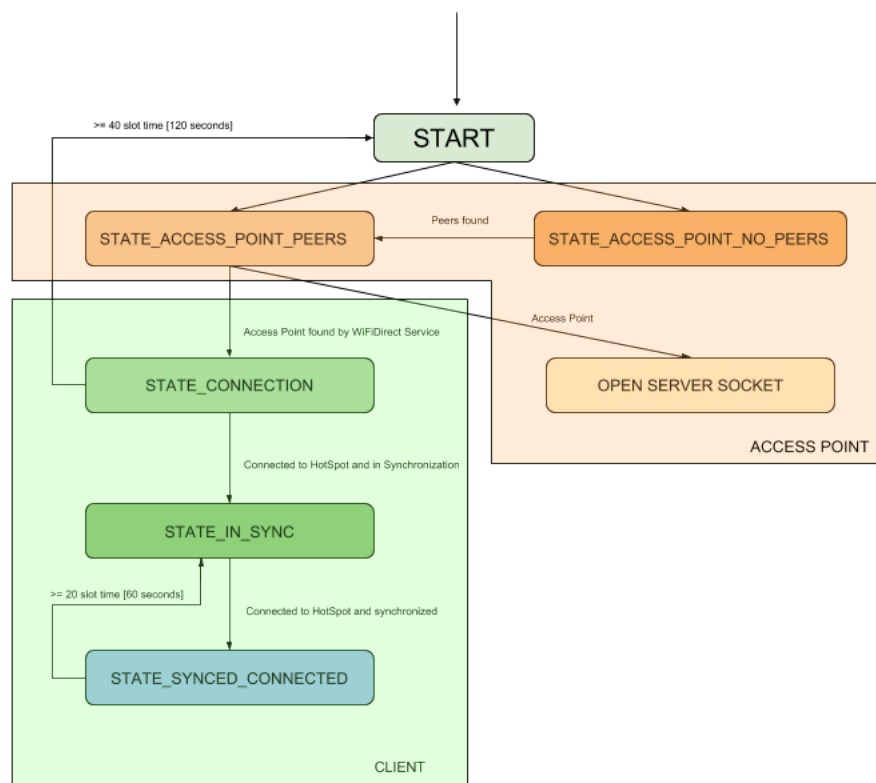 >= 40 slot time [120 seconds]
START
STATE_ACCESS_POINT_PEERS
Peers found
STATE_ACCESS_POINT_NO_PEERS
Access Point
Access Point found by WiFiDirect Service
STATE_CONNECTION
OPEN SERVER SOCKET
ACCESS POINT
Connected to HotSpot and in Synchronization
STATE_IN_SYNC
>= 20 slot time [60 seconds]
Connected to HotSpot and synchronized
STATE_SYNCED_CONNECTED
CLIENT